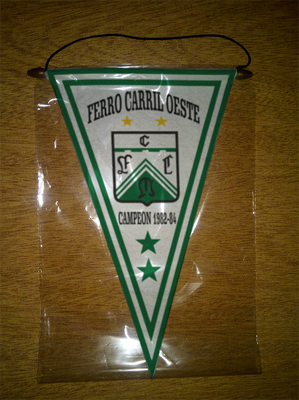 FERRO CARRIL OESTE
C
F C
O
CAMPEON 1982-84